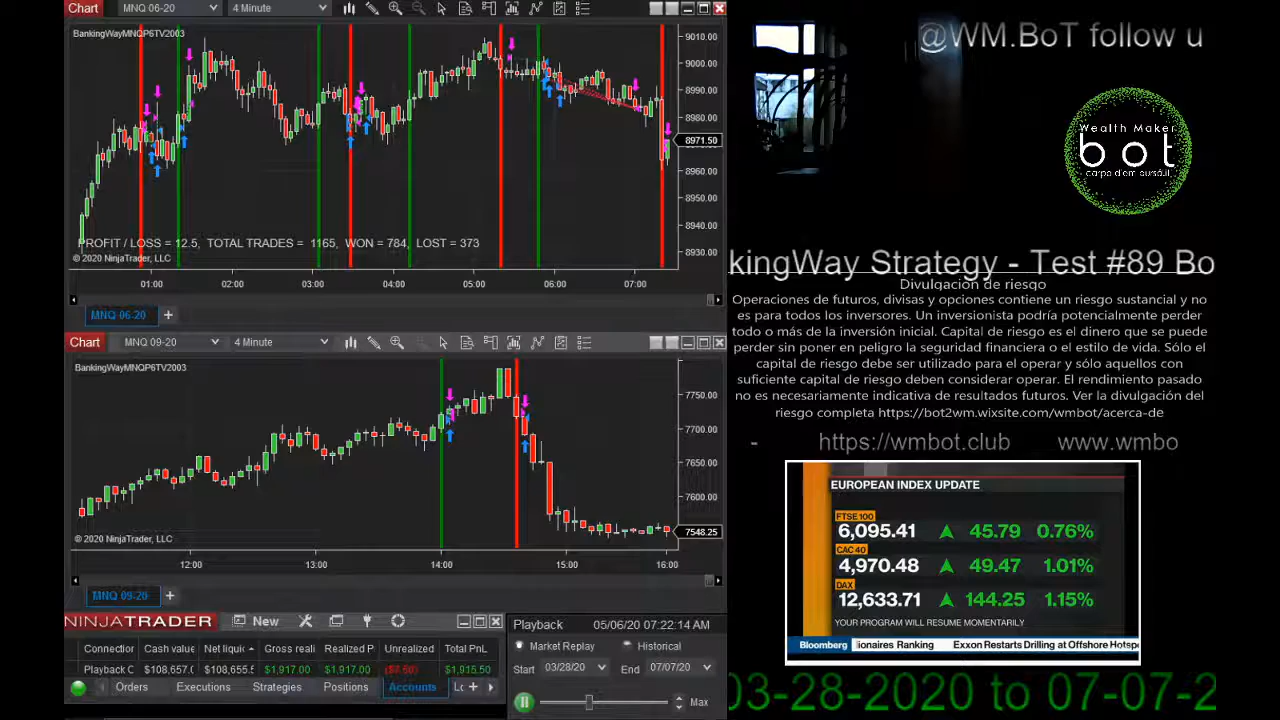 Chart MNQ 06-20 4 Minute
BankingWayMNQP6TV2003
9010.00
9000.00
8990.00
8980.00
8971.50
8960.00
8950.00
8940.00
8930.00
PROFIT / LOSS = 12.5, TOTAL TRADES = 1165, WON = 784, LOST = 373
© 2020 NinjaTrader, LLC
01:00 02:00 03:00 04:00 05:00 06:00 07:00
MNQ 06-20 +
Chart MNQ 09-20 4 Minute
BankingWayMNQP6TV2003
7750.00
7700.00
7650.00
7600.00
7548.25
© 2020 NinjaTrader, LLC
12:00 13:00 14:00 15:00 16:00
MNQ 09-20 +
NINJATRADER New
Connection Cash value Net liquic Gross reali Realized P Unrealized Total PnL
Playback C $108,657.0 $108,655.5 $1,917.00 $1,917.00 $1,915.50
Orders Executions Strategies Positions Accounts
Playback 05/06/20 07:22:14 AM
Market Replay Historical
Start 03/28/20 End 07/07/20
Max
@WM.BoT follow u
Wealth Maker
bot
kingWay Strategy - Test #89 Bo
Divulgación de riesgo
Operaciones de futuros, divisas y opciones contiene un riesgo sustancial y no
es para todos los inversores. Un inversionista podría potencialmente perder
todo o más de la inversión inicial. Capital de riesgo es el dinero que se puede
perder sin poner en peligro la seguridad financiera o el estilo de vida. Sólo el
capital de riesgo debe ser utilizado para el operar y sólo aquellos con
suficiente capital de riesgo deben considerar operar. El rendimiento pasado
no es necesariamente indicativa de resultados futuros. Ver la divulgación del
riesgo completa https://bot2wm.wixsite.com/wmbot/acerca-de
- https://wmbot.club www.wmbo
EUROPEAN INDEX UPDATE
FTSE 100
6,095.41 45.79 0.76%
CAC 40
4,970.48 49.47 1.01%
DAX
12,633.71 144.25 1.15%
YOUR PROGRAM WILL RESUME MOMENTARILY
Bloomberg lionaires Ranking Exxon Restarts Drilling at Offshore Hotsp
03-28-2020 to 07-07-2